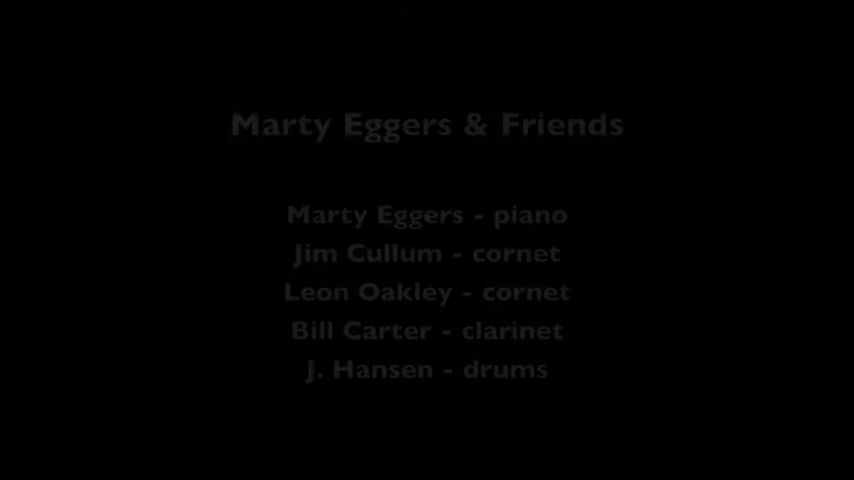 Marty Eggers & Friends
Marty Eggers - piano
Jim Cullum - cornet
Leon Oakley - cornet
Bill Carter - clarinet
J. Hansen - drums